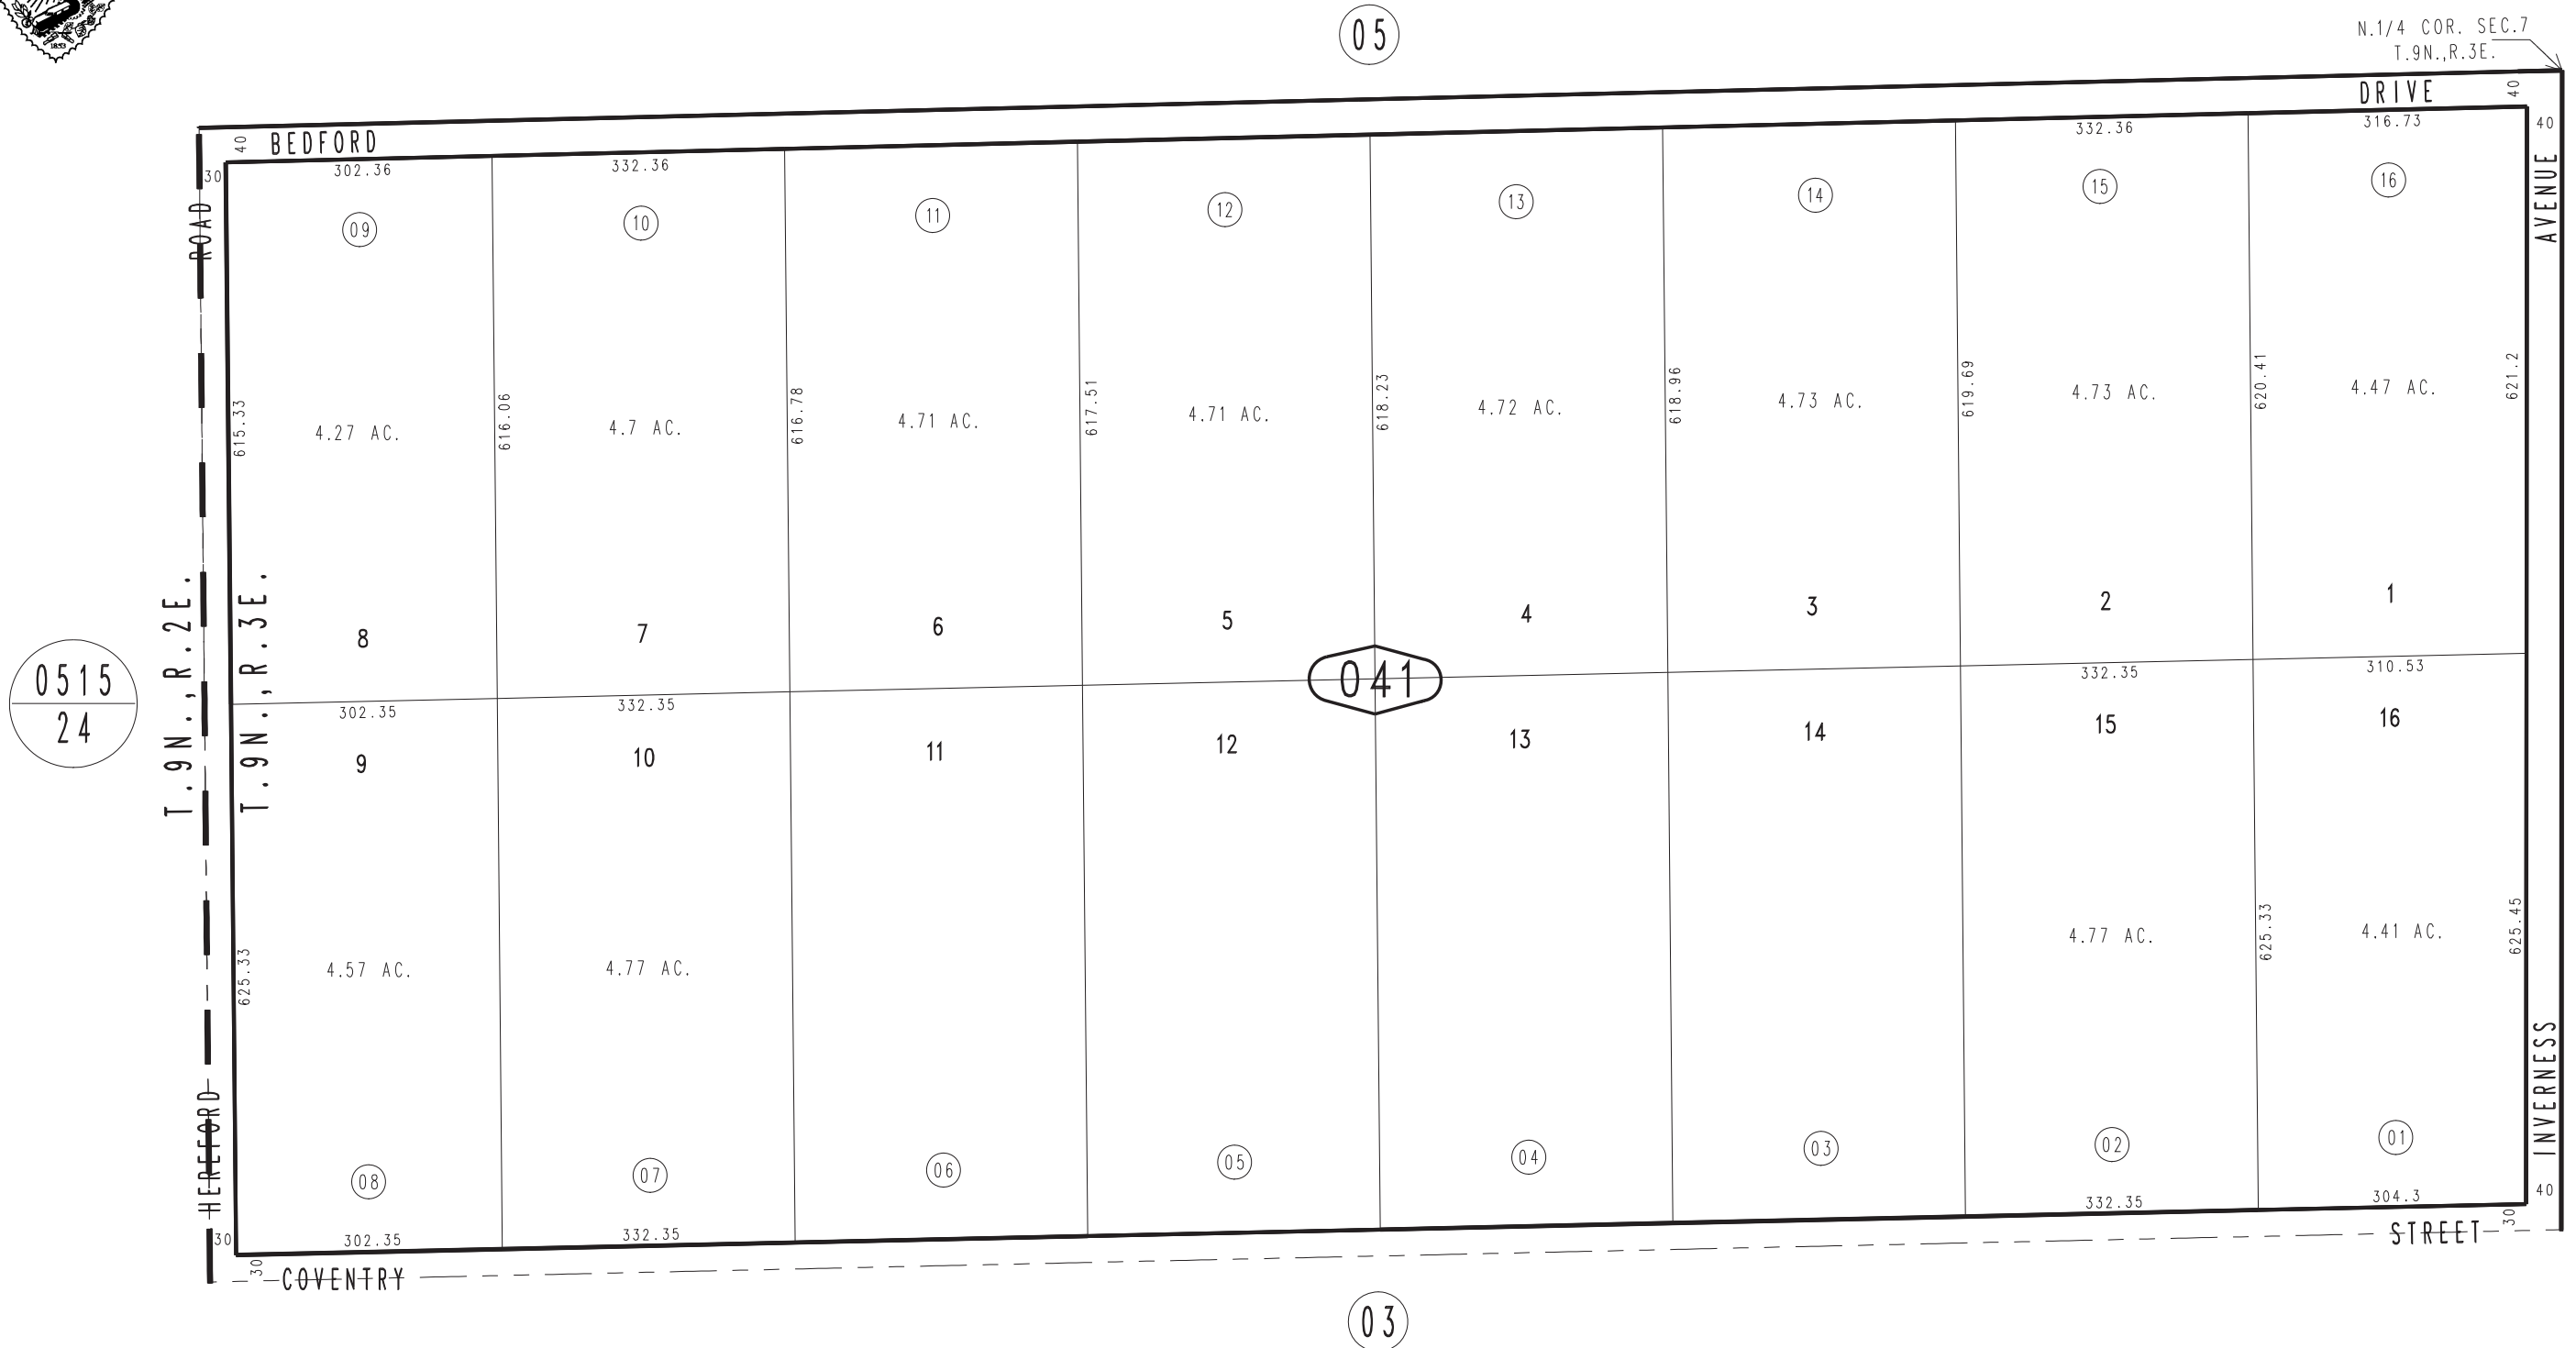 1853
05
N.1/4 COR. SEC.7
T.9N.,R.3E.
BEDFORD
DRIVE
40
40
40
30
302.36
332.36
332.36
316.73
ROAD
AVENUE
09
10
11
12
13
14
15
16
615.33
616.06
616.78
617.51
618.23
618.96
619.69
620.41
621.2
4.27 AC.
4.7 AC.
4.71 AC.
4.71 AC.
4.72 AC.
4.73 AC.
4.73 AC.
4.47 AC.
T.9N.,R.2E.
T.9N.,R.3E.
8
7
6
5
4
3
2
1
0515
24
041
302.35
332.35
332.35
310.53
9
10
11
12
13
14
15
16
625.33
625.33
625.45
4.57 AC.
4.77 AC.
4.77 AC.
4.41 AC.
HEREFORD
INVERNESS
08
07
06
05
04
03
02
01
302.35
332.35
332.35
304.3
40
30
30
30
COVENTRY
STREET
03